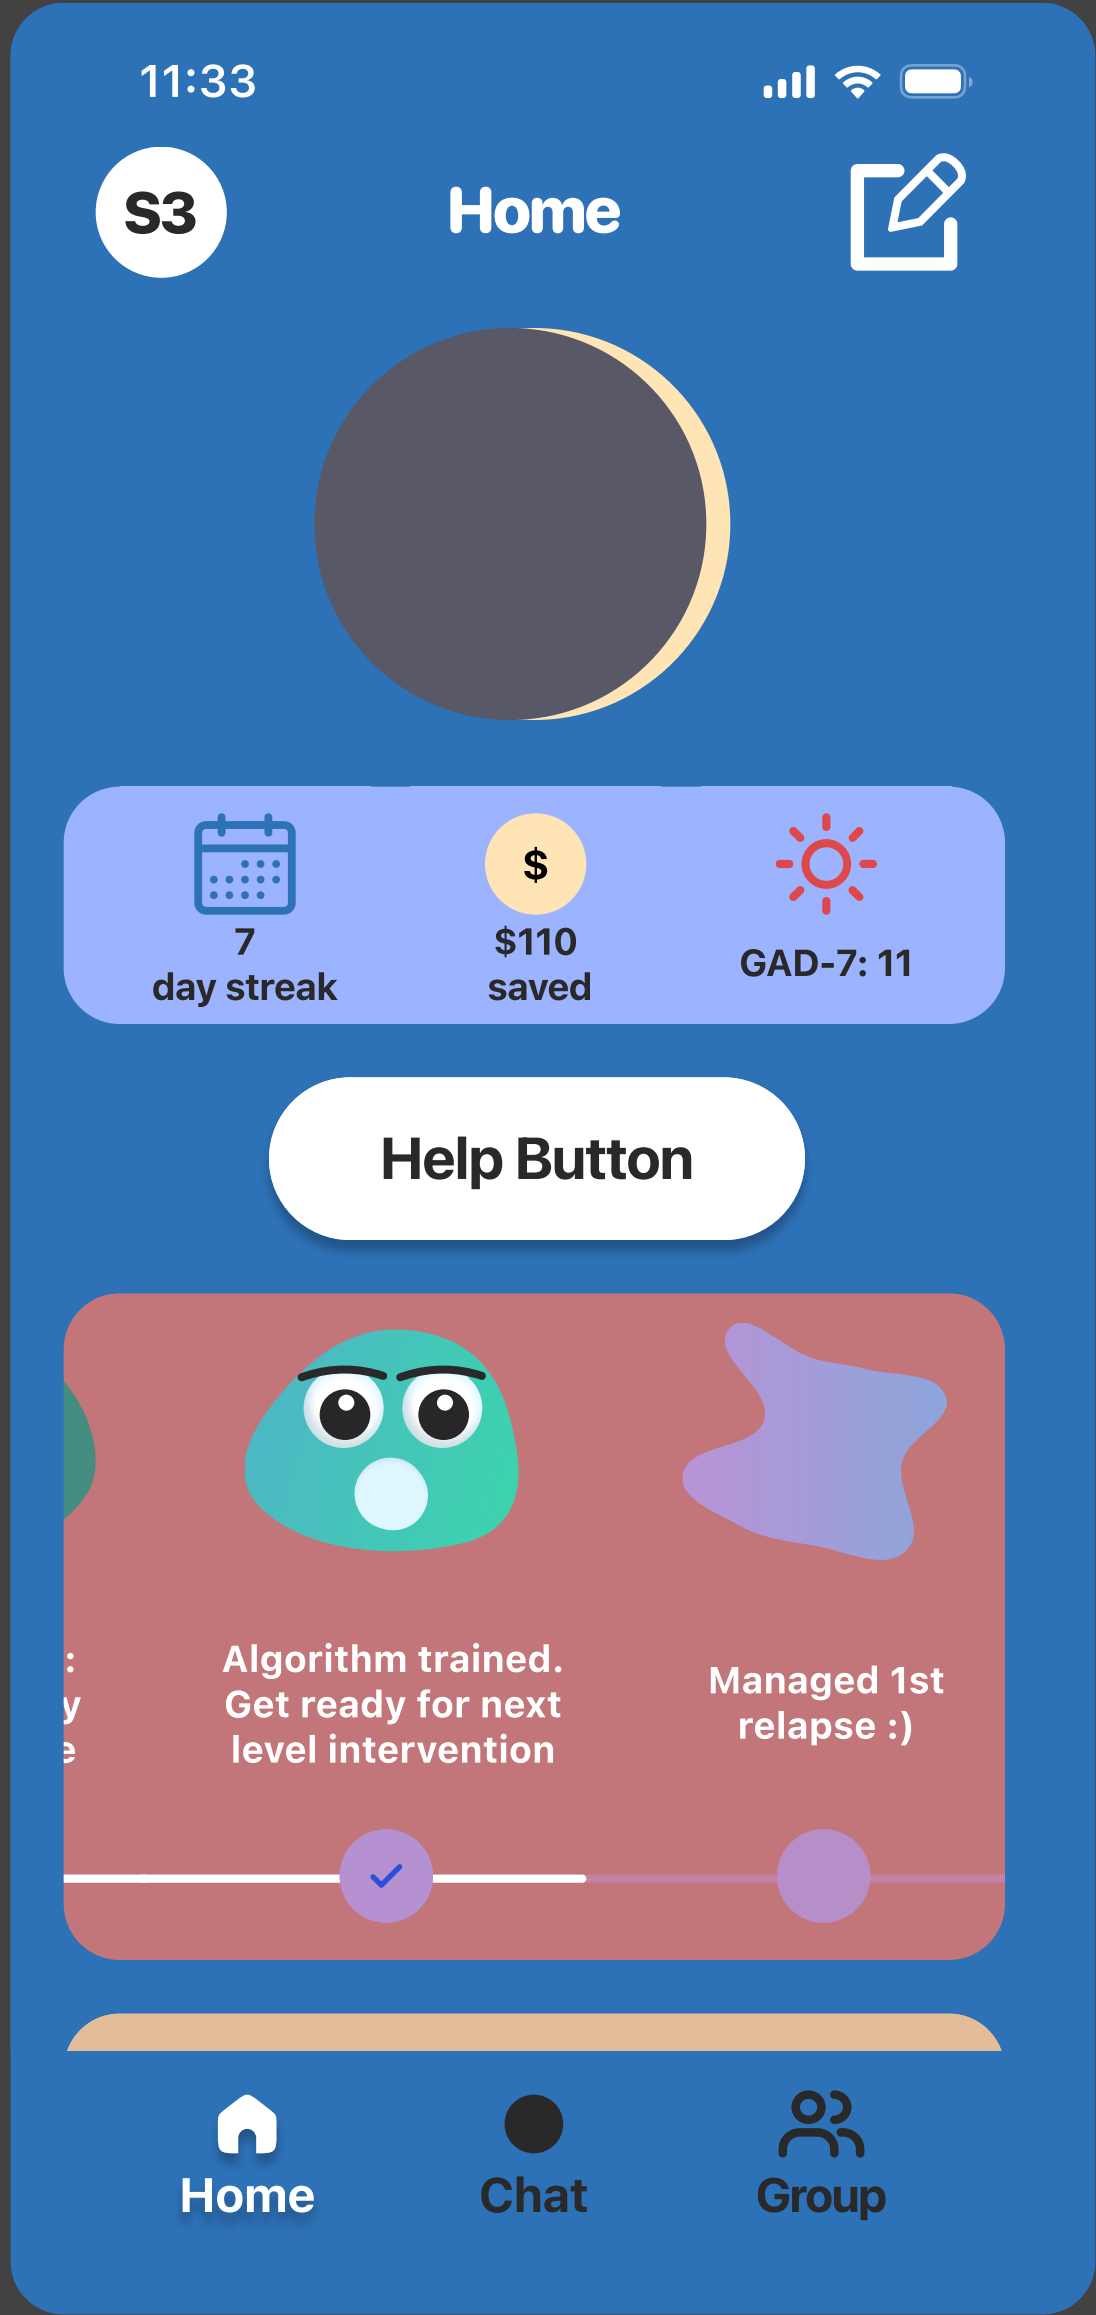 11:33
S3
Home
$
7
day streak
$110
saved
GAD-7: 11
Help Button
:
y
e
Algorithm trained.
Get ready for next
level intervention
Managed 1st
relapse :)
Home
Chat
Group